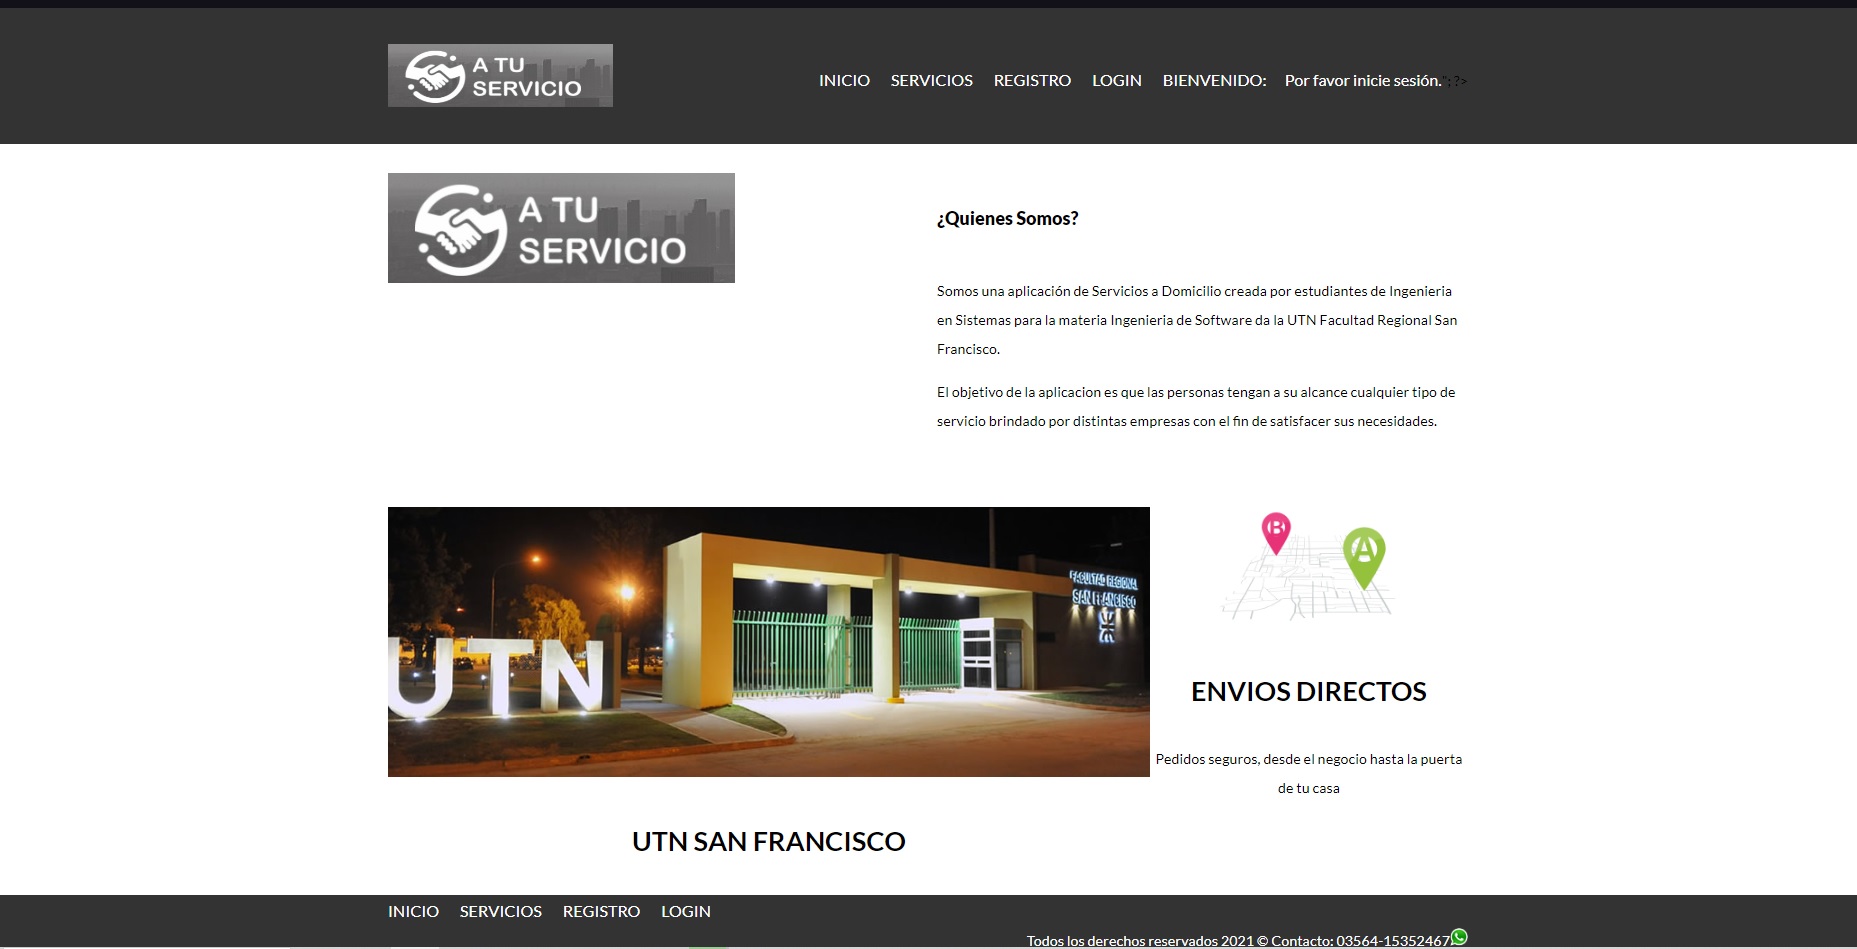 A TU
SERVICIO
INICIO SERVICIOS REGISTRO LOGIN BIENVENIDO: Por favor inicie sesión."; ?>
A TU
SERVICIO
¿Quienes Somos?
Somos una aplicación de Servicios a Domicilio creada por estudiantes de Ingenieria
en Sistemas para la materia Ingenieria de Software da la UTN Facultad Regional San
Francisco.
El objetivo de la aplicacion es que las personas tengan a su alcance cualquier tipo de
servicio brindado por distintas empresas con el fin de satisfacer sus necesidades.
FACULTAD REGIONAL
SAN FRANCISCO
UTN
B
A
ENVIOS DIRECTOS
Pedidos seguros, desde el negocio hasta la puerta
de tu casa
UTN SAN FRANCISCO
INICIO SERVICIOS REGISTRO LOGIN
Todos los derechos reservados 2021 © Contacto: 03564-15352467